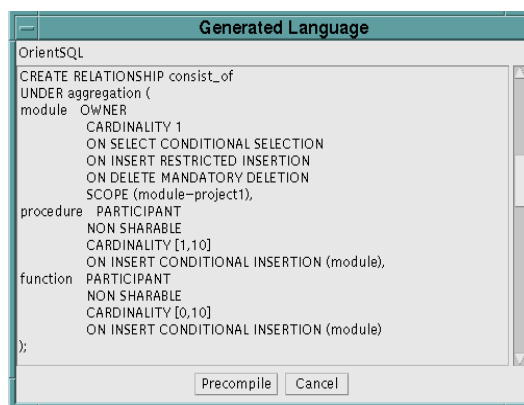 Generated Language
OrientSQL
CREATE RELATIONSHIP consist_of
UNDER aggregation (
module OWNER
CARDINALITY 1
ON SELECT CONDITIONAL SELECTION
ON INSERT RESTRICTED INSERTION
ON DELETE MANDATORY DELETION
SCOPE (module-project1),
procedure PARTICIPANT
NON SHARABLE
CARDINALITY [1,10]
ON INSERT CONDITIONAL INSERTION (module),
function PARTICIPANT
NON SHARABLE
CARDINALITY [0,10]
ON INSERT CONDITIONAL INSERTION (module)
);
Precompile Cancel